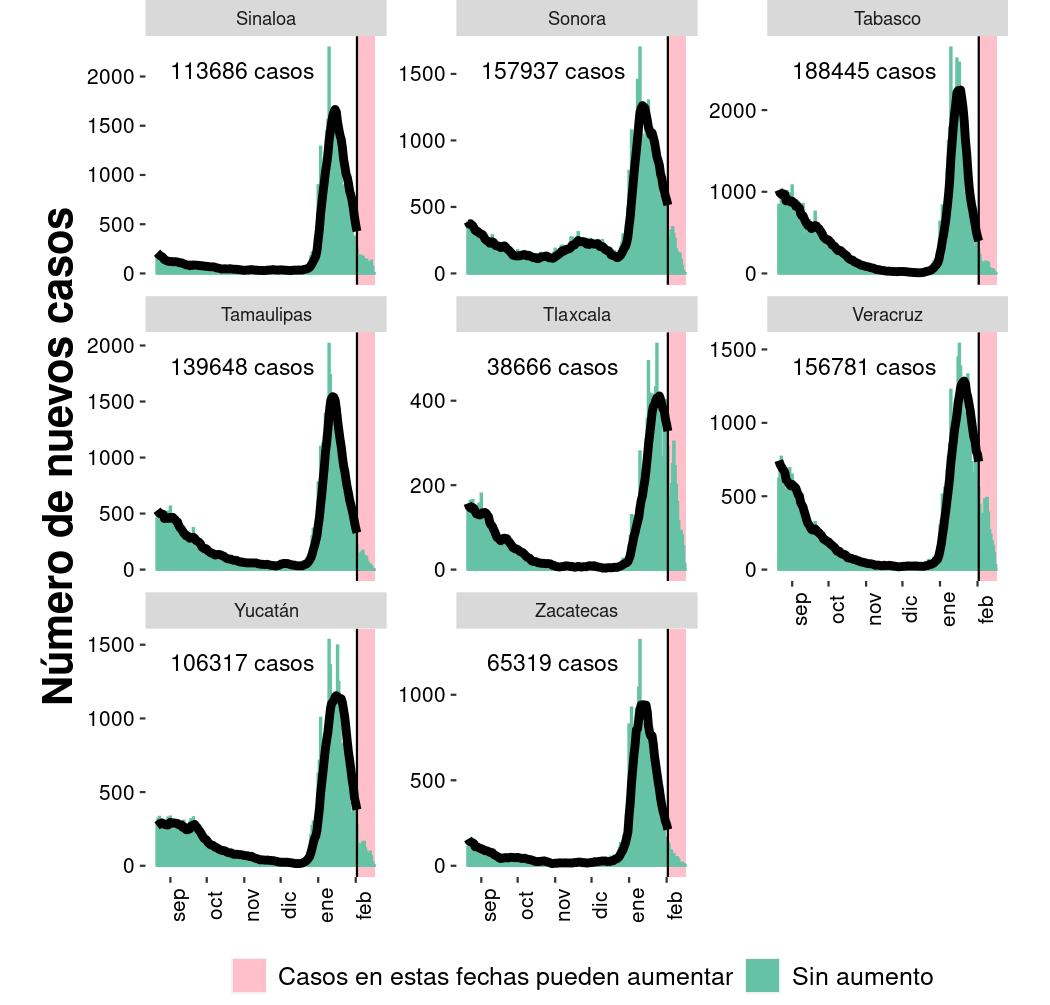 Número de nuevos casos
Sinaloa
113686 casos
2000
1500
1000
500
0
Sonora
157937 casos
1500
1000
500
0
Tabasco
188445 casos
2000
1000
0
Tamaulipas
139648 casos
2000
1500
1000
500
0
Tlaxcala
38666 casos
400
200
0
Veracruz
156781 casos
1500
1000
500
0
sep oct nov dic ene feb
Yucatán
106317 casos
1500
1000
500
0
sep oct nov dic ene feb
Zacatecas
65319 casos
1000
500
0
sep oct nov dic ene feb
Casos en estas fechas pueden aumentar
Sin aumento